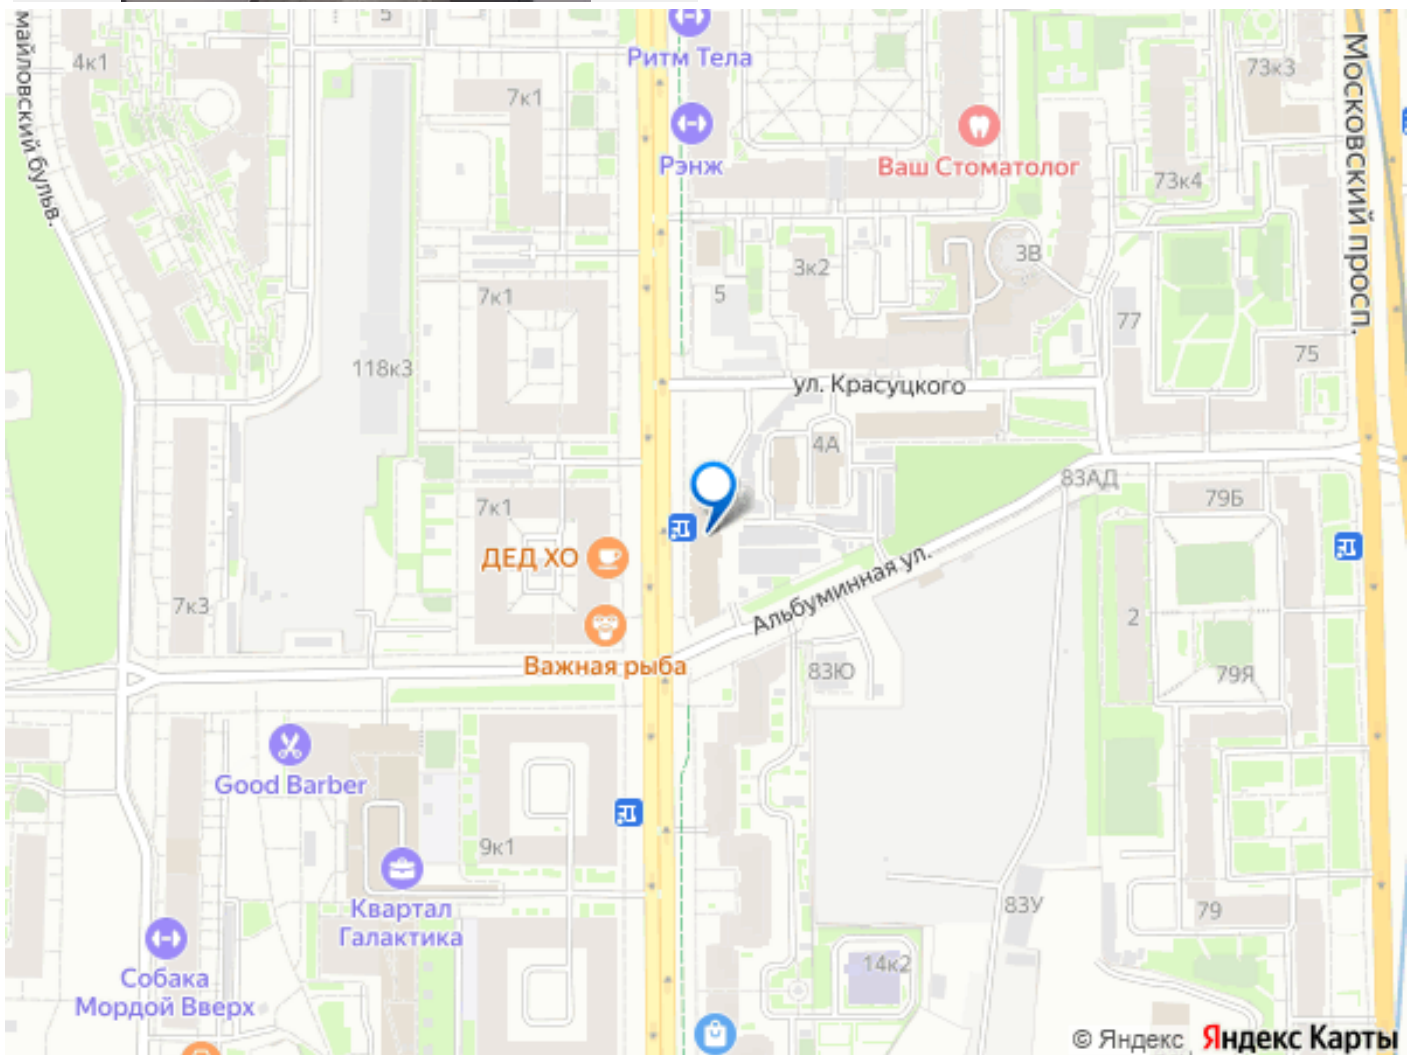 майловский бульв.
4к1
5
Ритм Тела
Московский просп.
73к3
7к1
Рэнж
Ваш Стоматолог
73к4
3В
3к2
7к1
5
77
118к3
ул. Красуцкого
75
4А
83АД
79Б
7к1
ДЕД ХО
Альбуминная ул.
7к3
2
Важная рыба
83Ю
79Я
Good Barber
9к1
Квартал
Галактика
83У
79
Собака
Мордой Вверх
14к2
© Яндекс Яндекс Карты